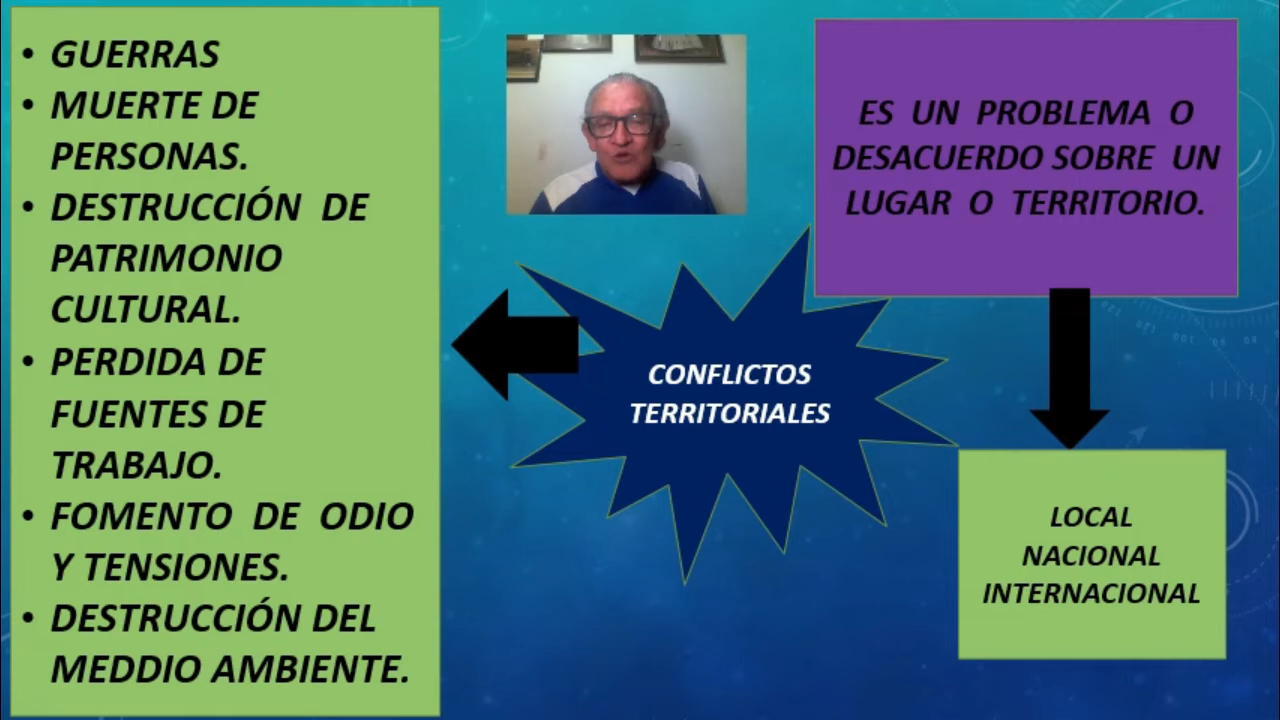 • GUERRAS
• MUERTE DE
PERSONAS.
• DESTRUCCIÓN DE
PATRIMONIO
CULTURAL.
• PERDIDA DE
FUENTES DE
TRABAJO.
• FOMENTO DE ODIO
Y TENSIONES.
• DESTRUCCIÓN DEL
MEDDIO AMBIENTE.
CONFLICTOS
TERRITORIALES
ES UN PROBLEMA O
DESACUERDO SOBRE UN
LUGAR O TERRITORIO.
LOCAL
NACIONAL
INTERNACIONAL